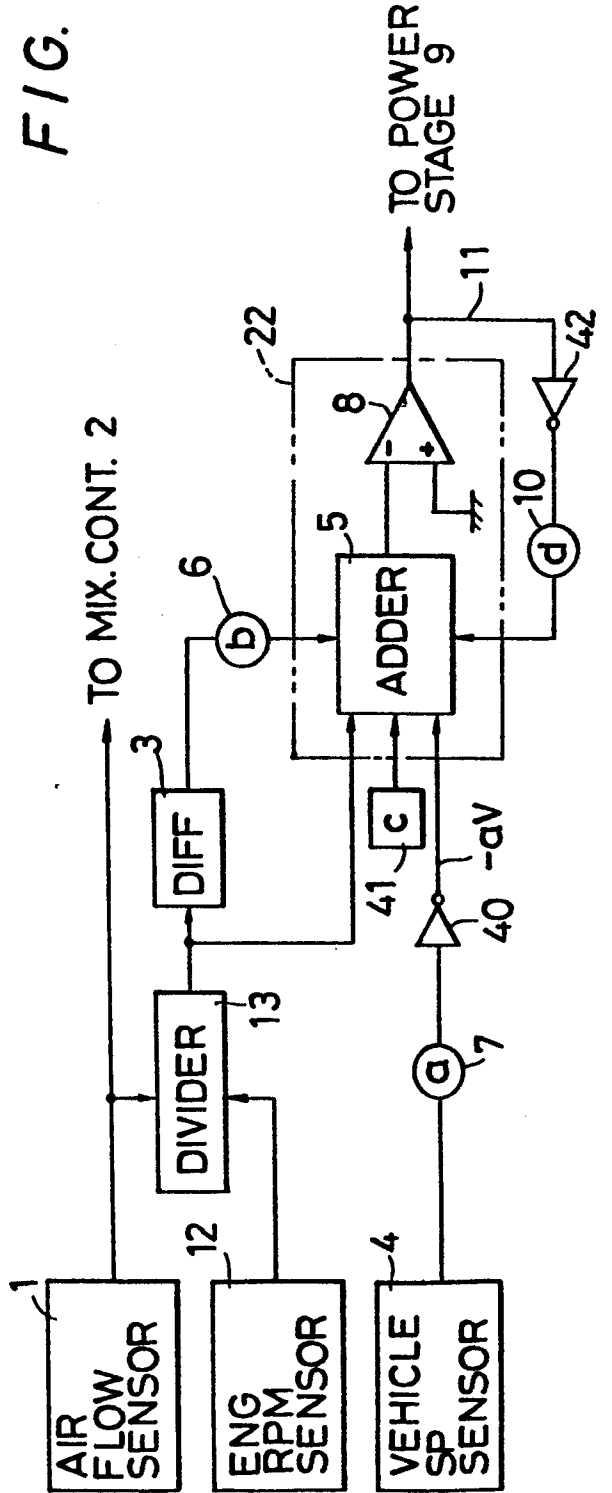 FIG.
TO MIX. CONT. 2
1
AIR
FLOW
SENSOR
12
ENG
RPM
SENSOR
4
VEHICLE
SP
SENSOR
DIVIDER
13
DIFF
3
b
6
a
7
40
-aV
c
41
22
5
ADDER
8
-
+
TO POWER
STAGE 9
11
42
d
10